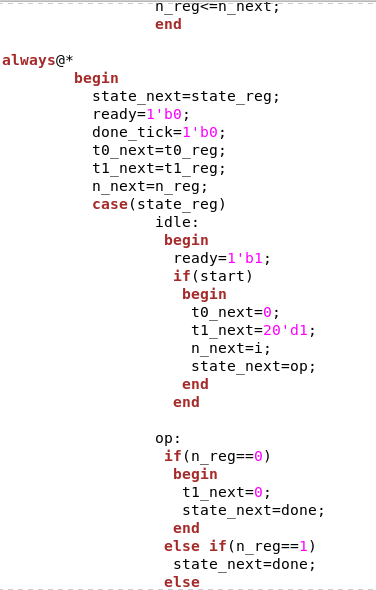 n_reg<=n_next;
end
always@*
begin
state_next=state_reg;
ready=1'b0;
done_tick=1'b0;
t0_next=t0_reg;
t1_next=t1_reg;
n_next=n_reg;
case(state_reg)
idle:
begin
ready=1'b1;
if(start)
begin
t0_next=0;
t1_next=20'd1;
n_next=i;
state_next=op;
end
end
op:
if(n_reg==0)
begin
t1_next=0;
state_next=done;
end
else if(n_reg==1)
state_next=done;
else